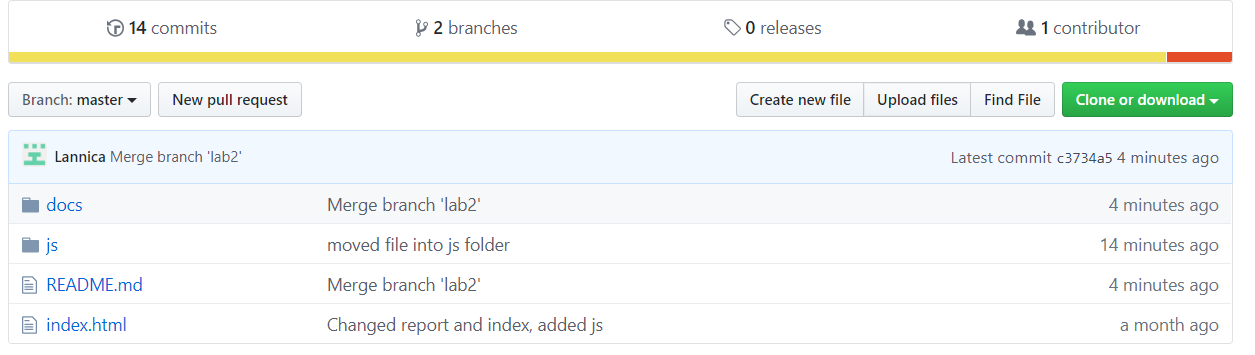 14 commits 2 branches 0 releases 1 contributor
Branch: master New pull request Create new file Upload files Find File Clone or download
Lannica Merge branch 'lab2' Latest commit c3734a5 4 minutes ago
docs Merge branch 'lab2' 4 minutes ago
js moved file into js folder 14 minutes ago
README.md Merge branch 'lab2' 4 minutes ago
index.html Changed report and index, added js a month ago